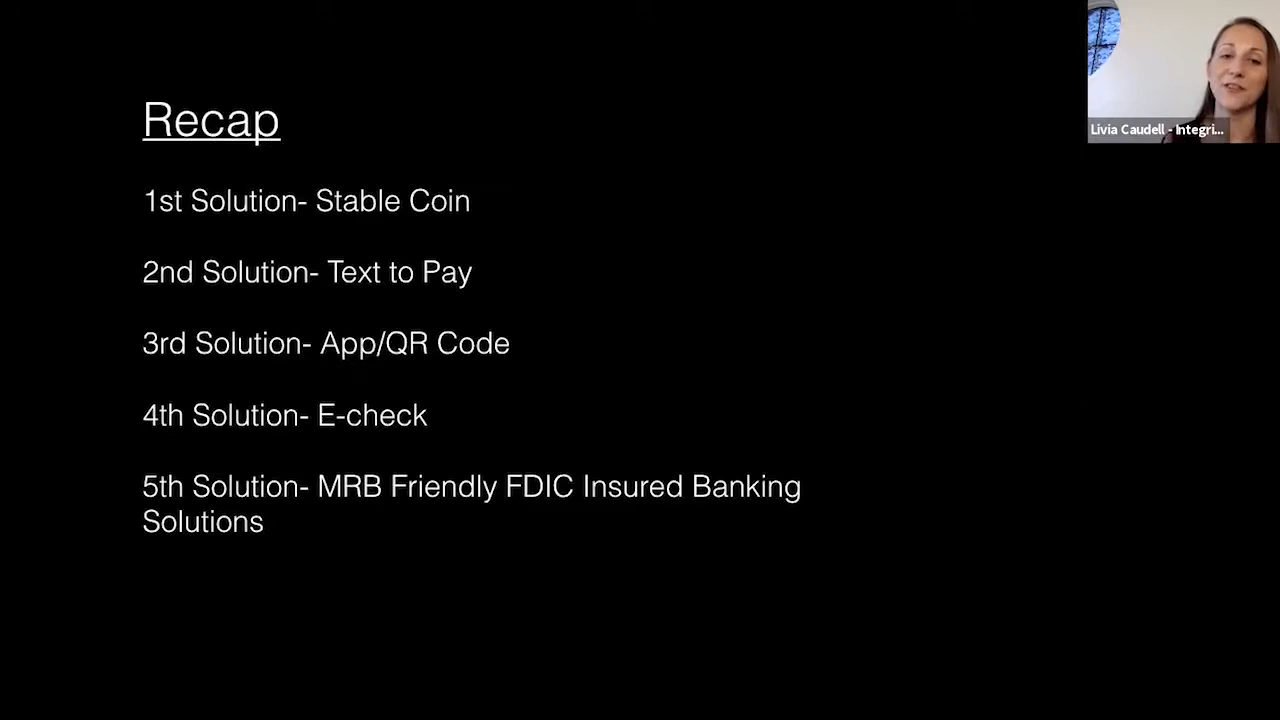 Recap
1st Solution- Stable Coin
2nd Solution- Text to Pay
3rd Solution- App/QR Code
4th Solution- E-check
5th Solution- MRB Friendly FDIC Insured Banking
Solutions
Livia Caudell - Integri...